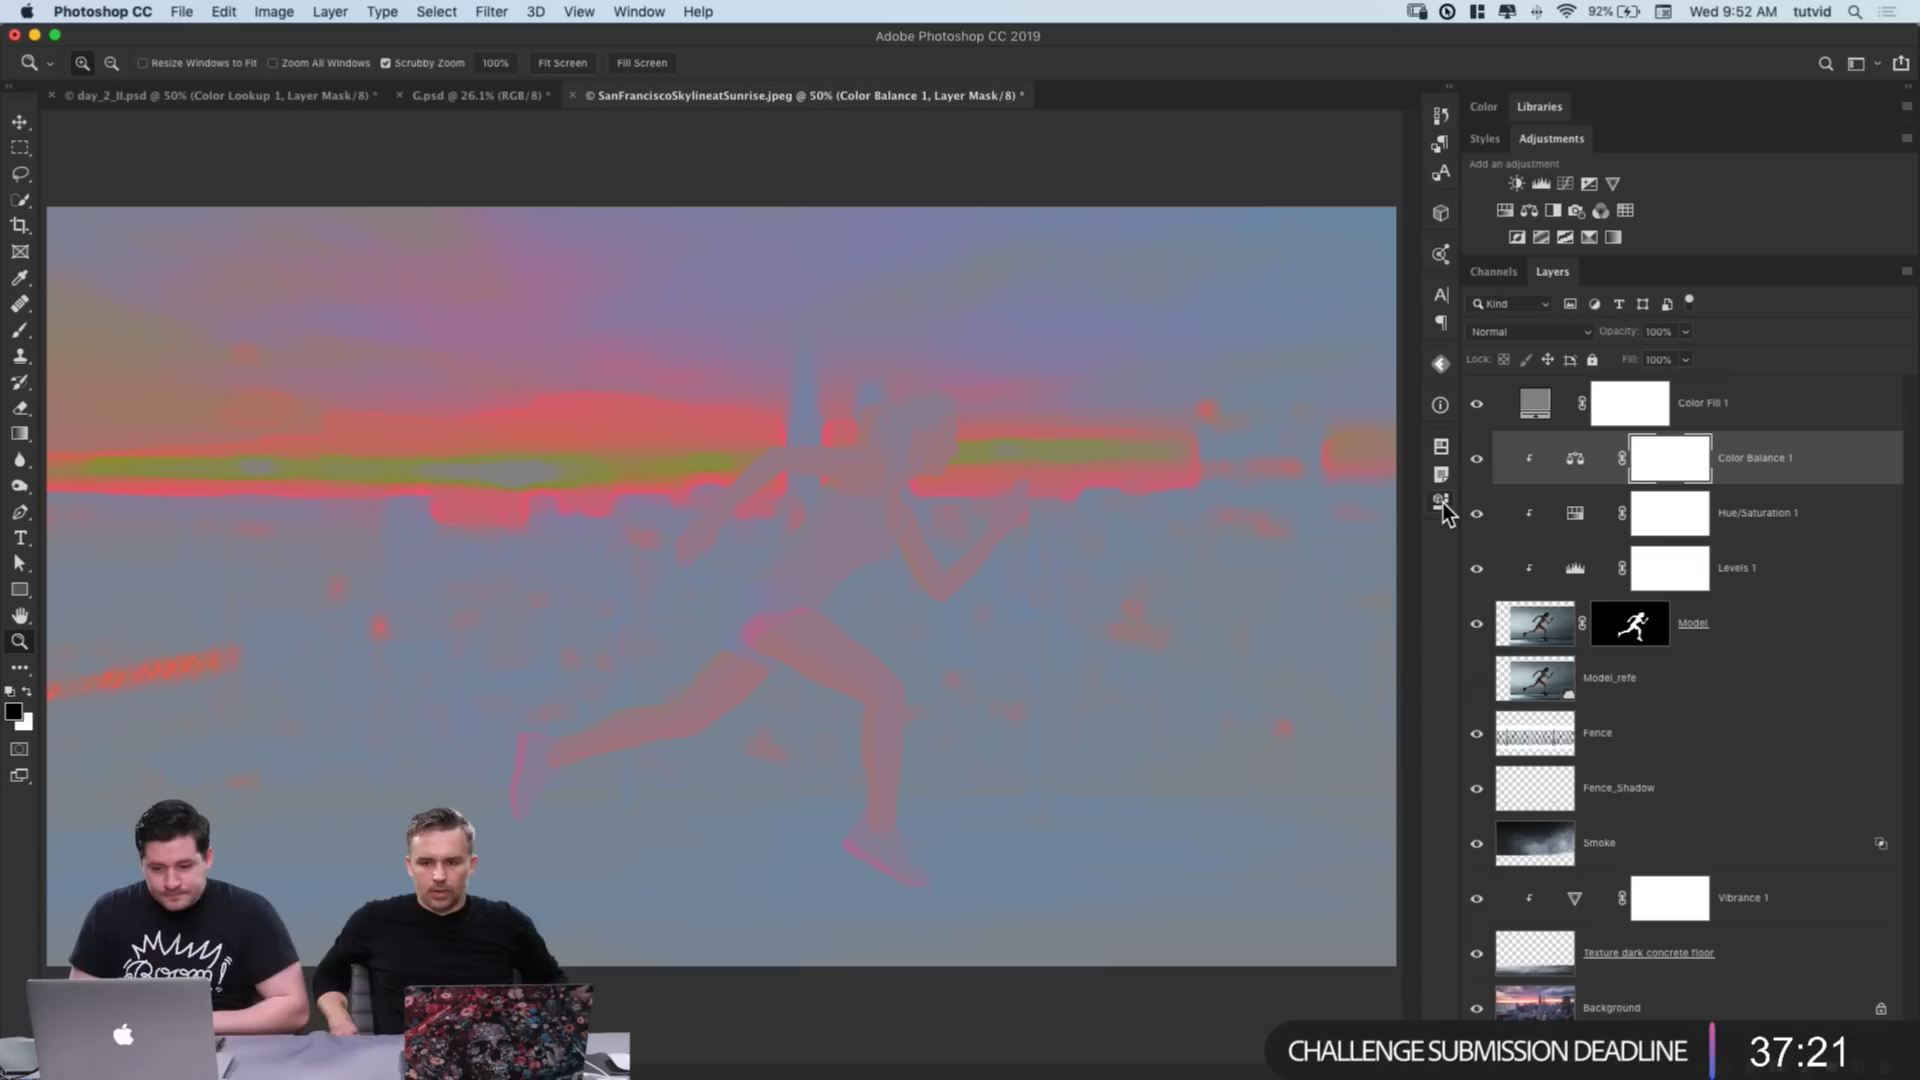 Photoshop CC File Edit Image Layer Type Select Filter 3D View Window Help 92% Wed 9:52 AM tutvid
Adobe Photoshop CC 2019
Resize Windows to Fit Zoom All Windows Scrubby Zoom 100% Fit Screen Fill Screen
© day_2_II.psd @ 50% (Color Lookup 1, Layer Mask/8) * G.psd @ 26.1% (RGB/8) * © SanFranciscoSkylineatSunrise.jpeg @ 50% (Color Balance 1, Layer Mask/8) *
Color Libraries
Styles Adjustments
Add an adjustment
Channels Layers
Kind
Normal Opacity: 100%
Lock: Fill: 100%
Color Fill 1
Color Balance 1
Hue/Saturation 1
Levels 1
Model
Model_refe
Fence
Fence_Shadow
Smoke
Vibrance 1
Texture dark concrete floor
Background
Boom!
CHALLENGE SUBMISSION DEADLINE 37:21